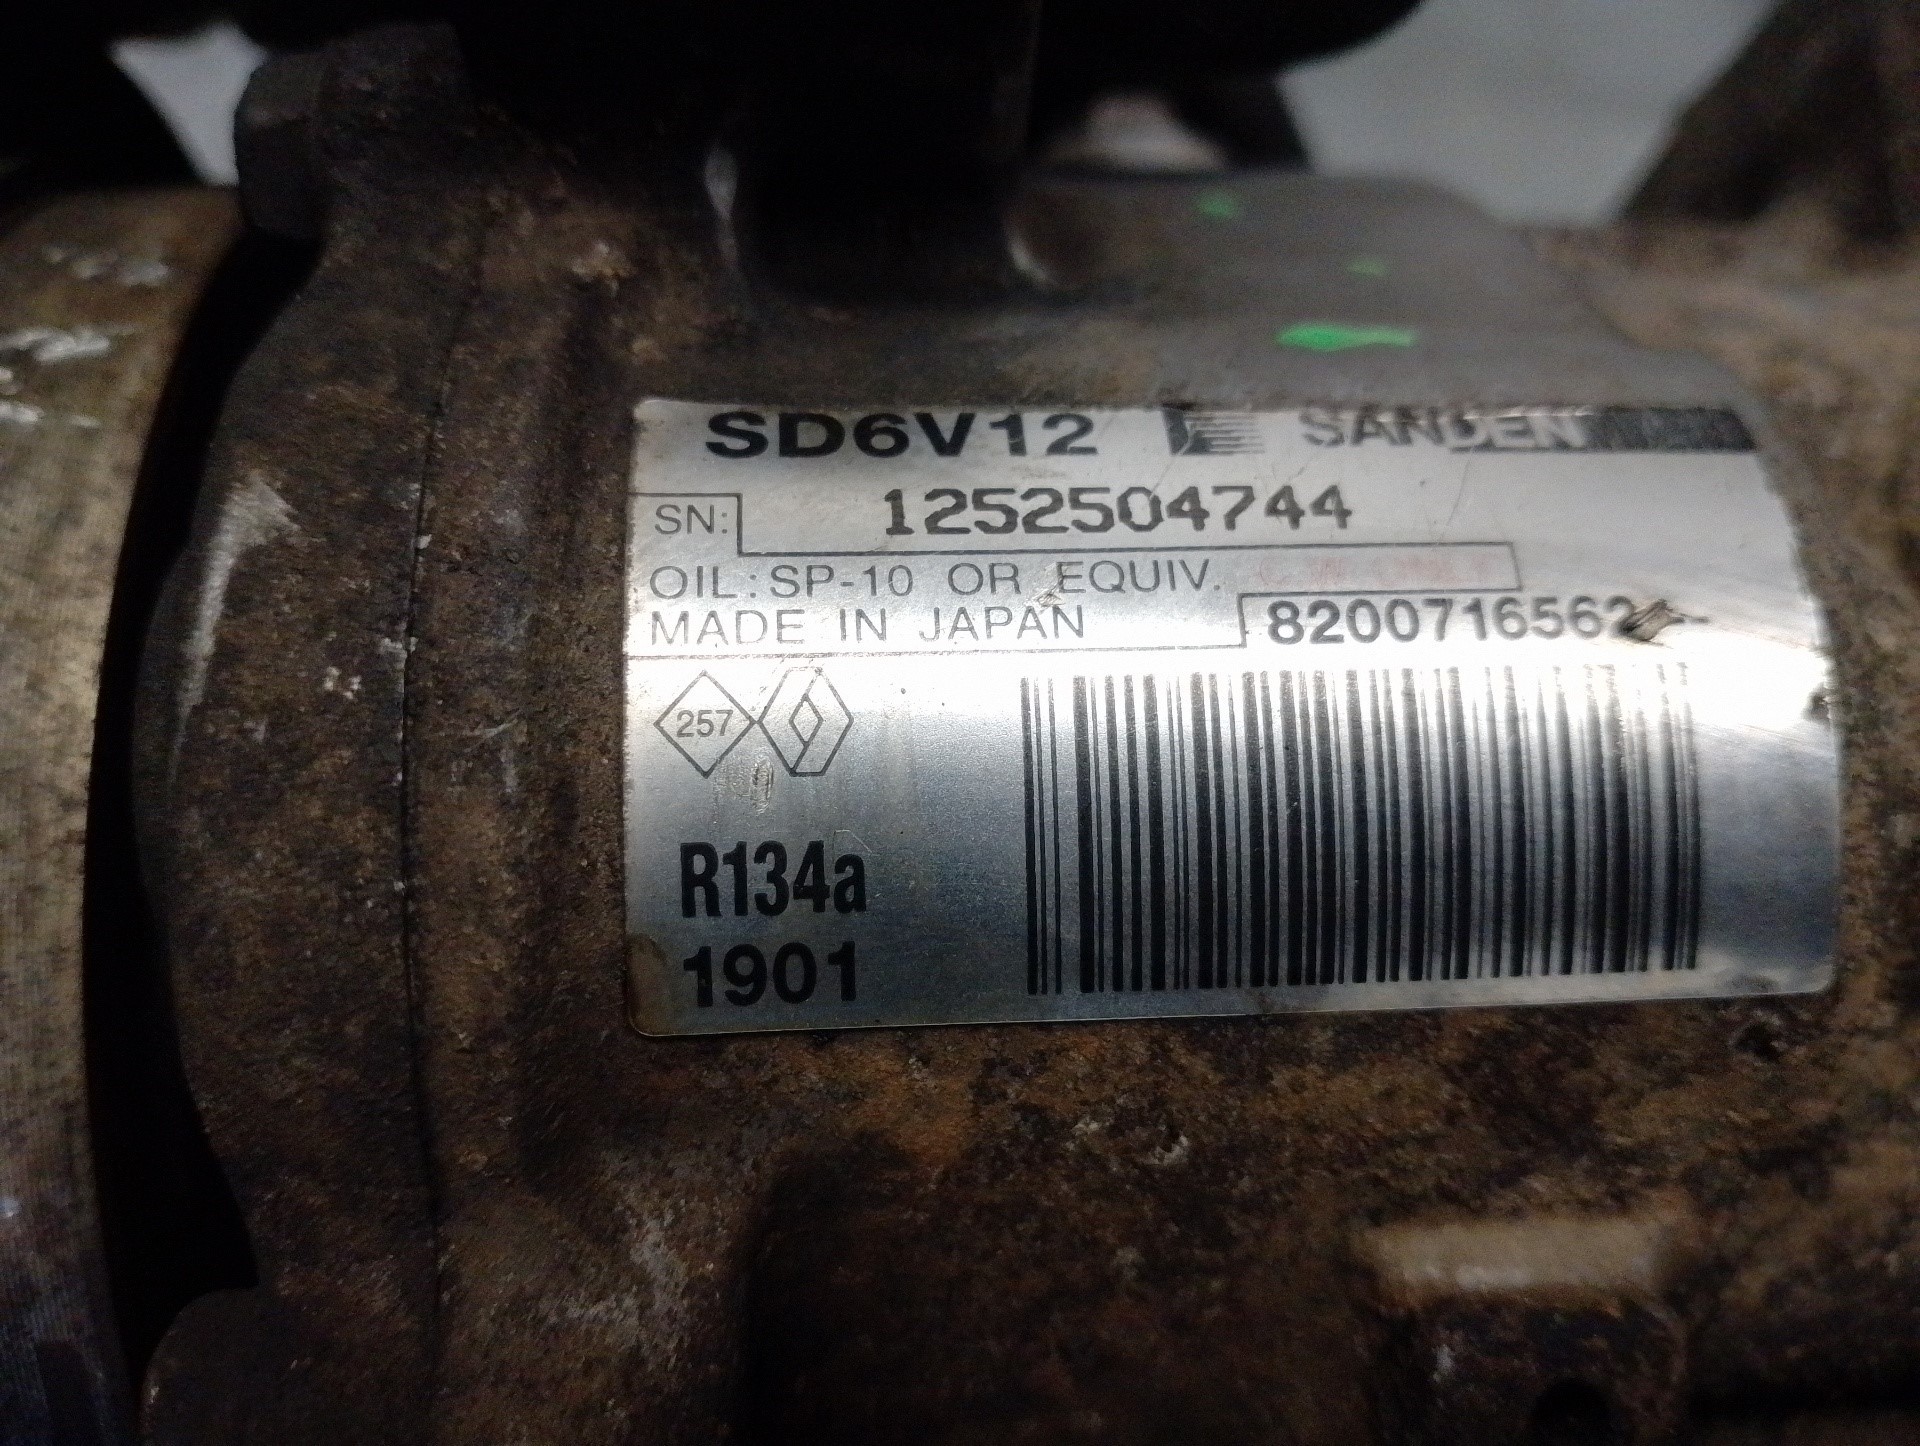 SD6V12 SANDEN
SN: 1252504744
OIL: SP-10 OR EQUIV.
MADE IN JAPAN 8200716562--
257
R134a
1901